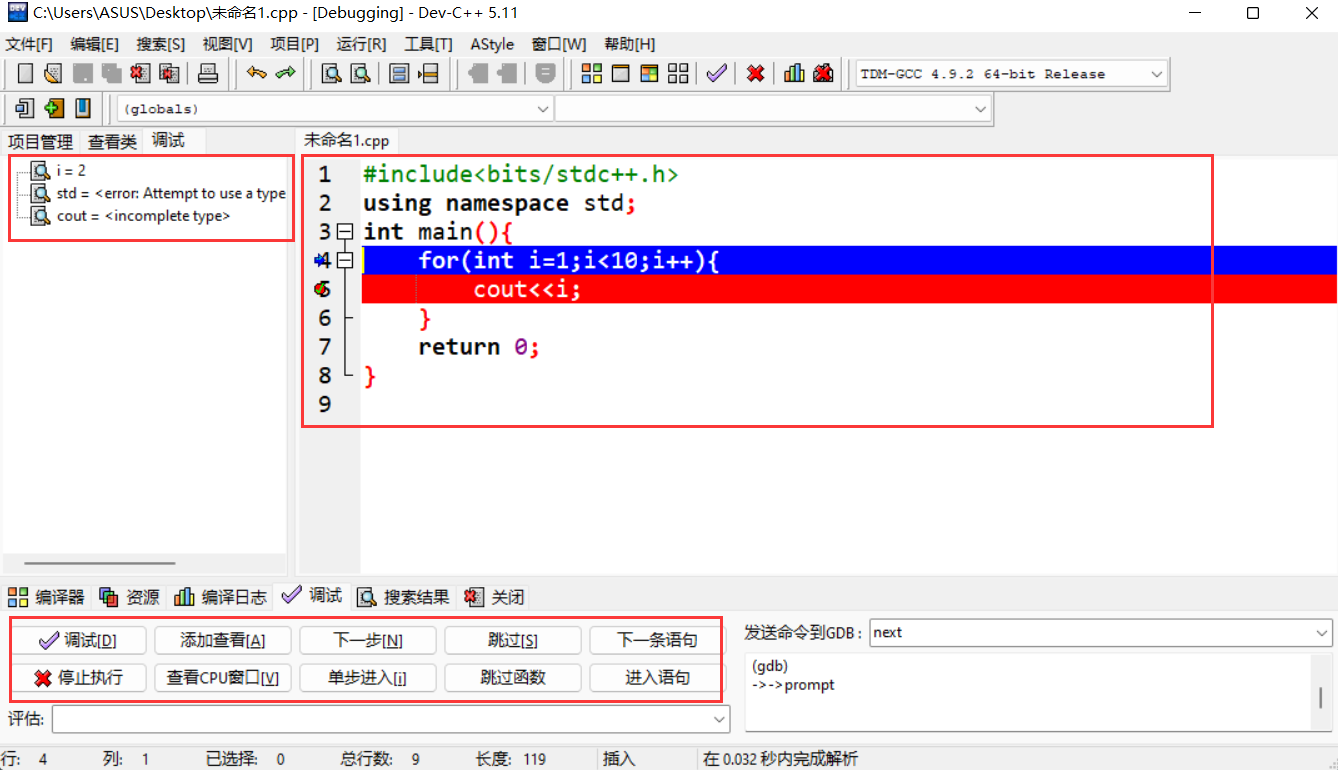 C:\Users\ASUS\Desktop\未命名1.cpp - [Debugging] - Dev-C++ 5.11
文件[F] 编辑[E] 搜索[S] 视图[V] 项目[P] 运行[R] 工具[T] AStyle 窗口[W] 帮助[H]
TDM-GCC 4.9.2 64-bit Release
(globals)
项目管理 查看类 调试 未命名1.cpp
i = 2
std = <error: Attempt to use a type
cout = <incomplete type>
1 #include<bits/stdc++.h>
2 using namespace std;
3 int main(){
4 for(int i=1;i<10;i++){
5 cout<<i;
6 }
7 return 0;
8 }
9
编译器 资源 编译日志 调试 搜索结果 关闭
调试[D] 添加查看[A] 下一步[N] 跳过[S] 下一条语句
停止执行 查看CPU窗口[V] 单步进入[i] 跳过函数 进入语句
评估:
发送命令到GDB: next
(gdb)
->->prompt
行: 4 列: 1 已选择: 0 总行数: 9 长度: 119 插入 在 0.032 秒内完成解析